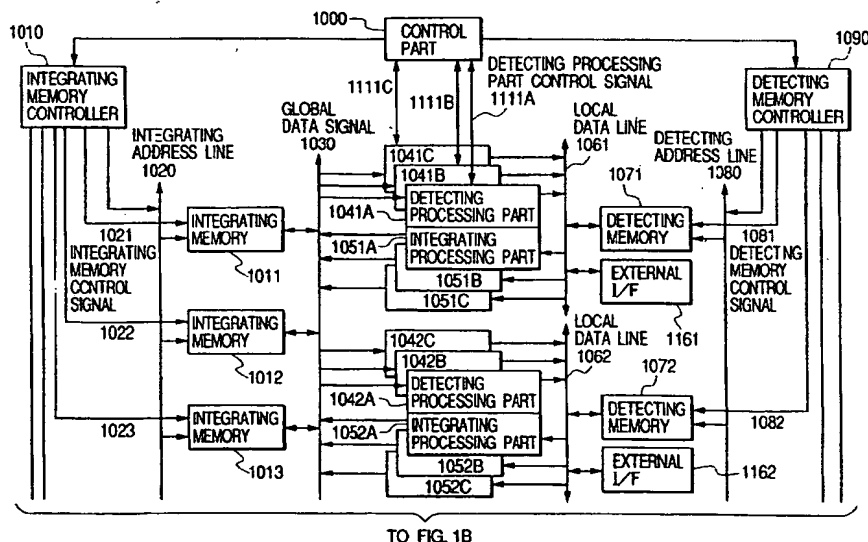 1010
1000
1090
CONTROL
PART
INTEGRATING
MEMORY
CONTROLLER
DETECTING
MEMORY
CONTROLLER
1111C
1111B
DETECTING PROCESSING
PART CONTROL SIGNAL
1111A
INTEGRATING
ADDRESS LINE
1020
GLOBAL
DATA SIGNAL
1030
LOCAL
DATA LINE
1061
DETECTING
ADDRESS LINE
1080
1041C
1041B
1041A
DETECTING
PROCESSING PART
1051A
INTEGRATING
PROCESSING PART
1051B
1051C
1021
INTEGRATING
MEMORY
1011
INTEGRATING
MEMORY
CONTROL
SIGNAL
1071
DETECTING
MEMORY
1081
DETECTING
MEMORY
CONTROL
SIGNAL
EXTERNAL
I/F
1161
1022
INTEGRATING
MEMORY
1012
1042C
1042B
1042A
DETECTING
PROCESSING PART
1052A
INTEGRATING
PROCESSING PART
1052B
1052C
LOCAL
DATA LINE
1062
1072
DETECTING
MEMORY
1082
1023
INTEGRATING
MEMORY
1013
EXTERNAL
I/F
1162
TO FIG. 1B